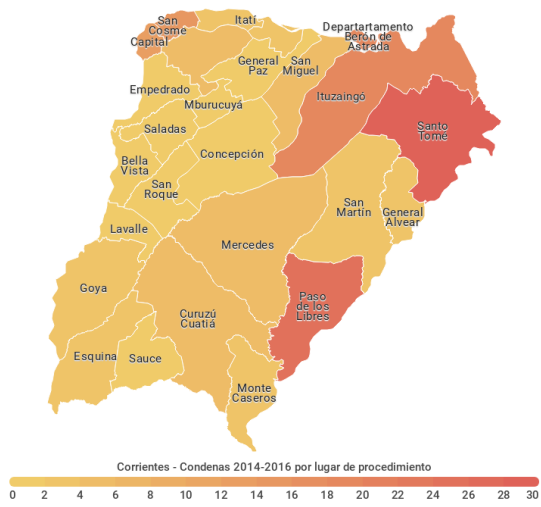 San
Cosme
Itatí
Departartamento
Berón de
Astrada
Capital
General
Paz
San
Miguel
Empedrado
Ituzaingó
Mburucuyá
Saladas
Santo
Tomé
Concepción
Bella
Vista
San
Roque
San
Martín
General
Alvear
Lavalle
Mercedes
Goya
Paso
de los
Libres
Curuzú
Cuatiá
Esquina
Sauce
Monte
Caseros
Corrientes - Condenas 2014-2016 por lugar de procedimiento
0 2 4 6 8 10 12 14 16 18 20 22 24 26 28 30